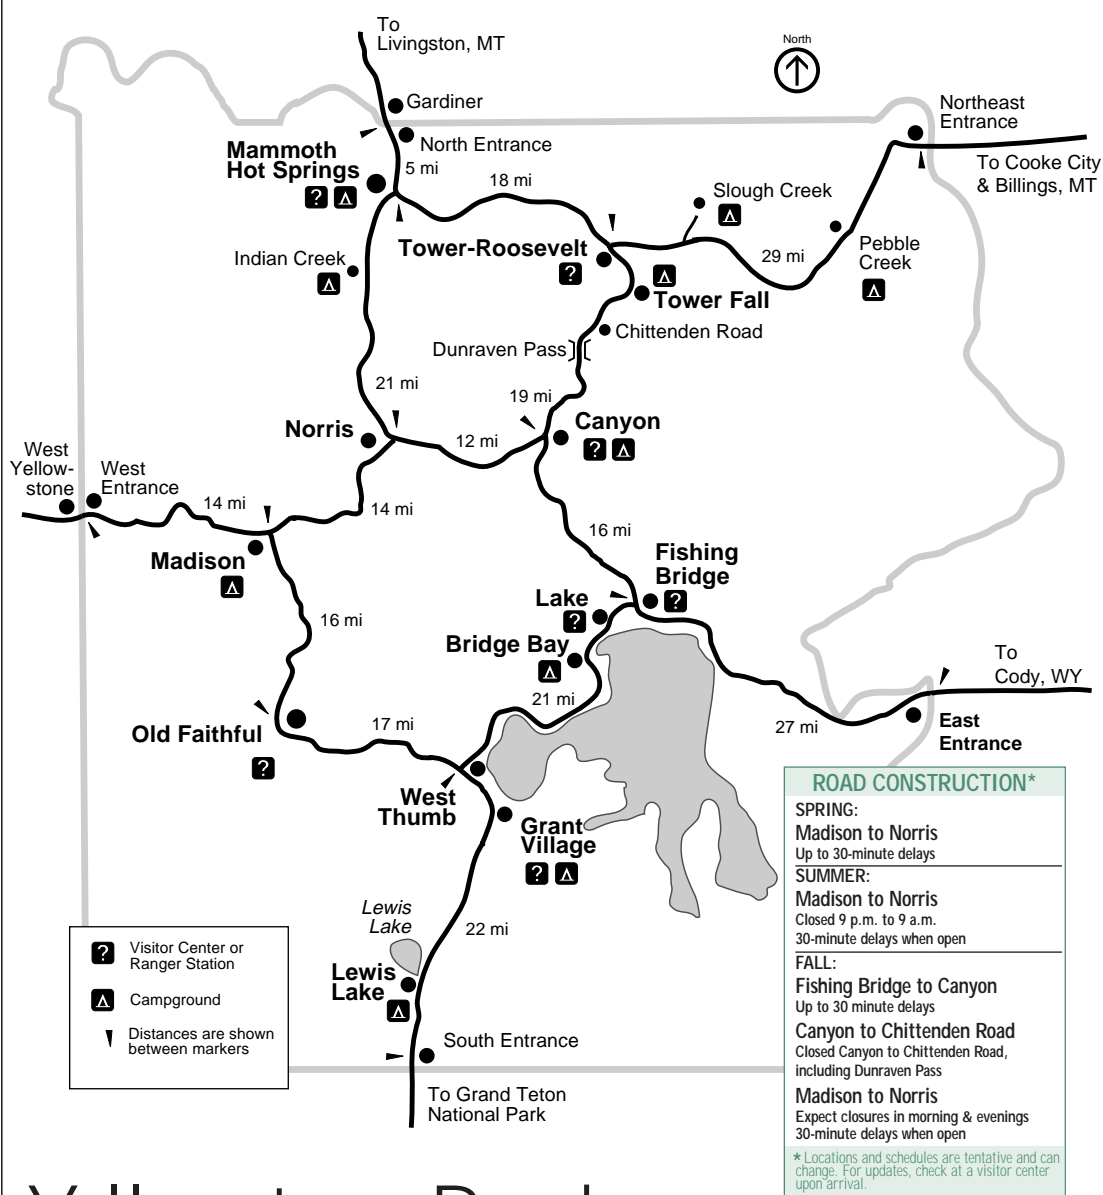 To
Livingston, MT
North
Gardiner
North Entrance
Northeast
Entrance
To Cooke City
& Billings, MT
Mammoth
Hot Springs
?
5 mi
18 mi
Slough Creek
Tower-Roosevelt
?
Indian Creek
29 mi
Pebble
Creek
Tower Fall
Chittenden Road
Dunraven Pass
21 mi
19 mi
Norris
12 mi
Canyon
?
West
Yellow-
stone
West
Entrance
14 mi
14 mi
Madison
16 mi
Fishing
Bridge
?
Lake
?
Bridge Bay
16 mi
21 mi
To
Cody, WY
Old Faithful
?
17 mi
27 mi
East
Entrance
West
Thumb
Grant
Village
?
Lewis
Lake
22 mi
Lewis
Lake
South Entrance
To Grand Teton
National Park
?
Visitor Center or
Ranger Station
Campground
Distances are shown
between markers
ROAD CONSTRUCTION*
SPRING:
Madison to Norris
Up to 30-minute delays
SUMMER:
Madison to Norris
Closed 9 p.m. to 9 a.m.
30-minute delays when open
FALL:
Fishing Bridge to Canyon
Up to 30 minute delays
Canyon to Chittenden Road
Closed Canyon to Chittenden Road,
including Dunraven Pass
Madison to Norris
Expect closures in morning & evenings
30-minute delays when open
* Locations and schedules are tentative and can
change. For updates, check at a visitor center
upon arrival.